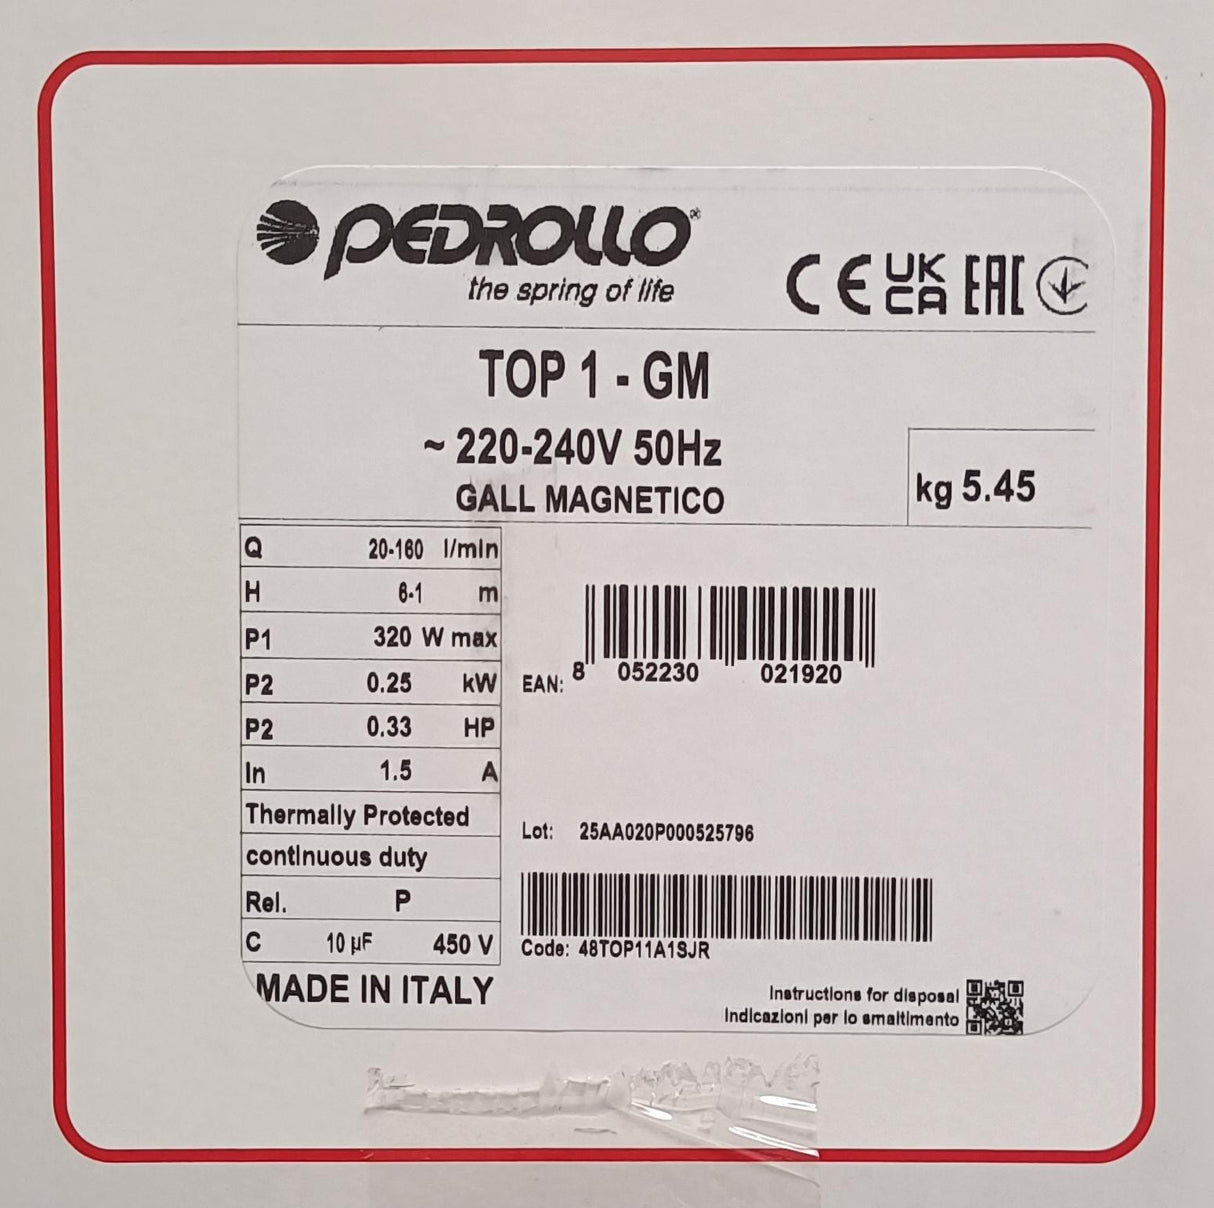 PEDROLLO®
the spring of life
CE UK CA EAC
TOP 1 - GM
~ 220-240V 50Hz
GALL MAGNETICO
kg 5.45
Q 20-160 l/min
H 6-1 m
P1 320 W max
P2 0.25 kW
P2 0.33 HP
In 1.5 A
Thermally Protected
continuous duty
Rel. P
C 10 µF 450 V
MADE IN ITALY
EAN: 8 052230 021920
Lot: 25AA020P000525796
Code: 48TOP11A1SJR
Instructions for disposal
Indicazioni per lo smaltimento